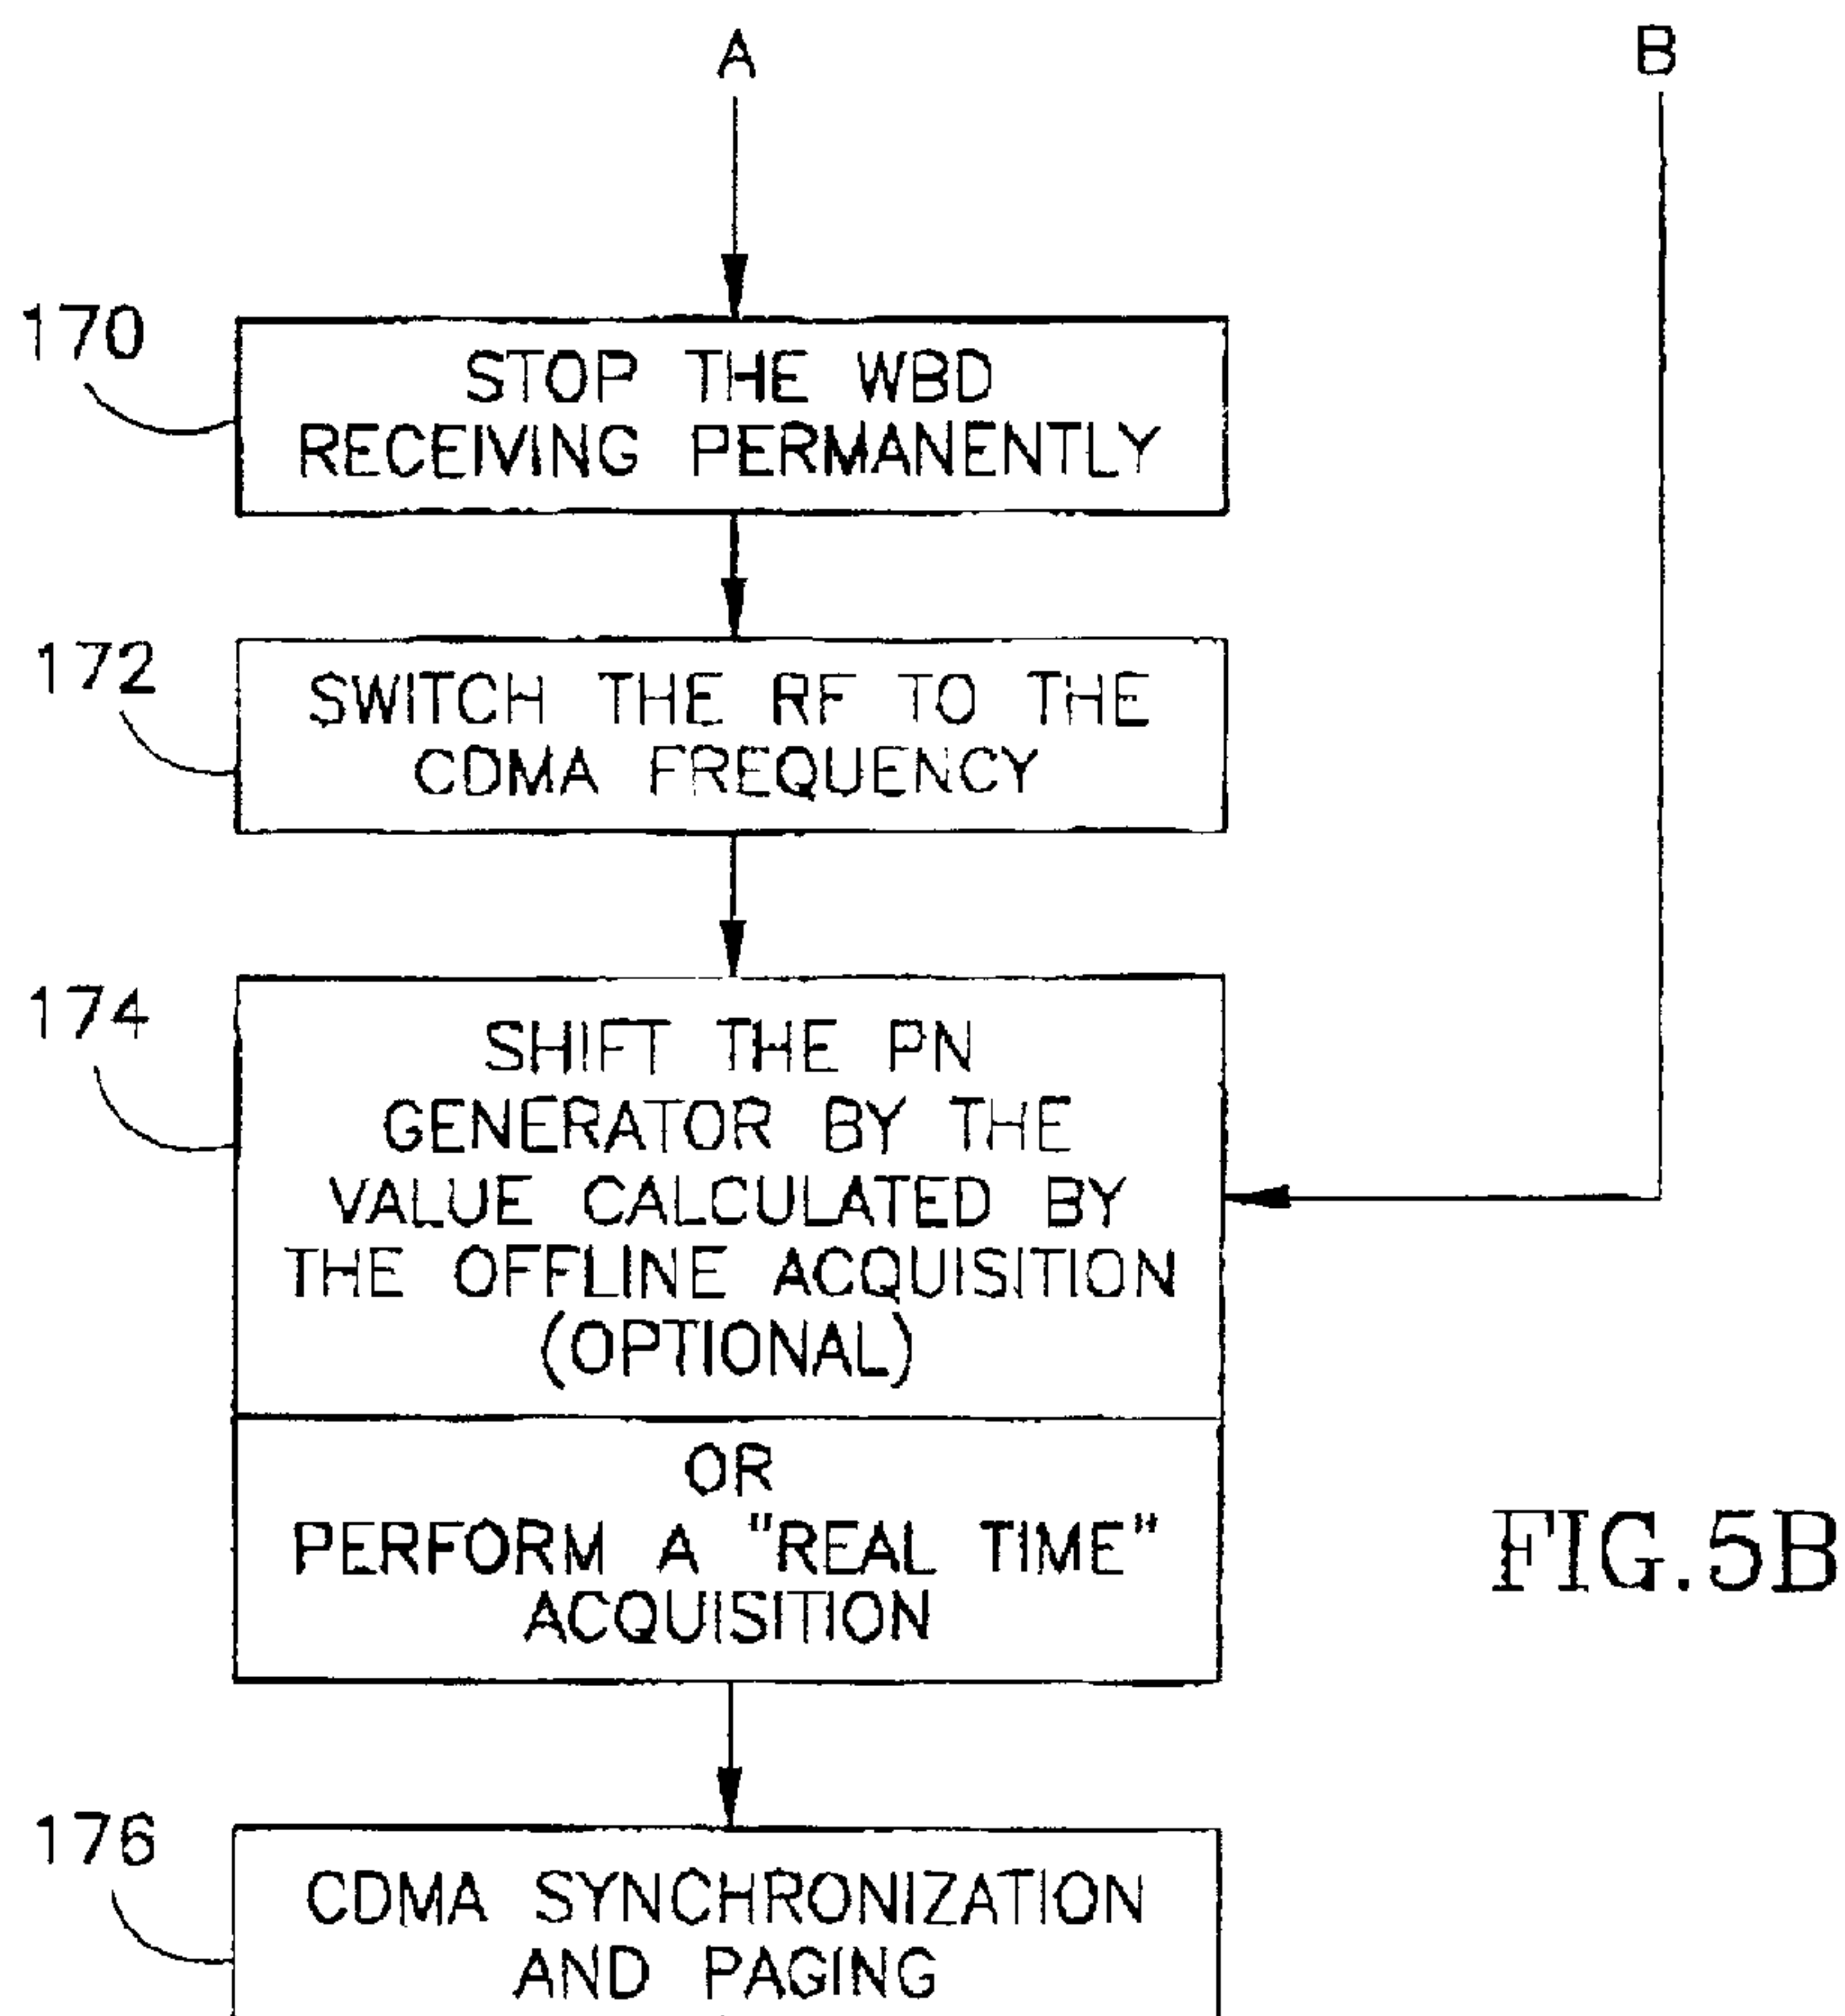 A
B
170
STOP THE WBD
RECEIVING PERMANENTLY
172
SWITCH THE RF TO THE
CDMA FREQUENCY
174
SHIFT THE PN
GENERATOR BY THE
VALUE CALCULATED BY
THE OFFLINE ACQUISITION
(OPTIONAL)
OR
PERFORM A "REAL TIME"
ACQUISITION
FIG.5B
176
CDMA SYNCHRONIZATION
AND PAGING